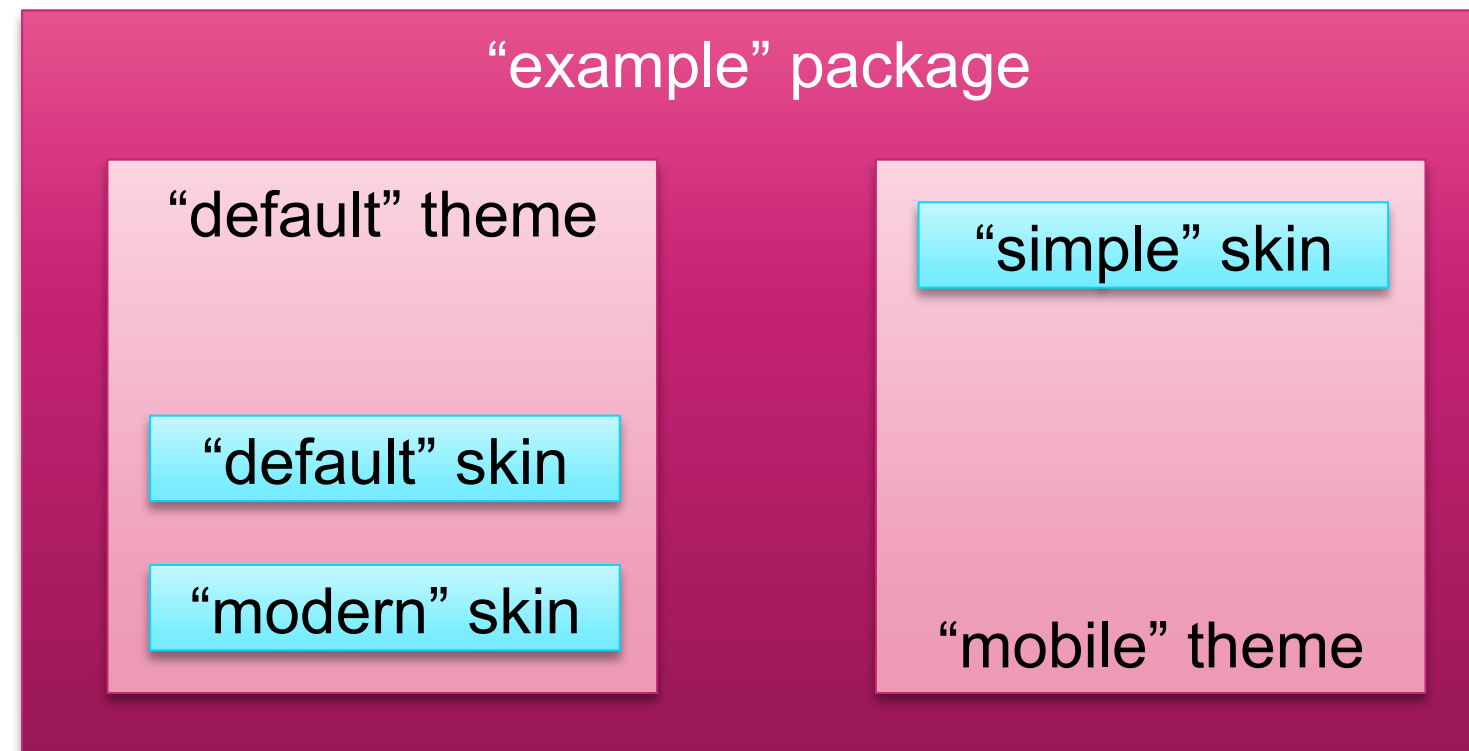 “example” package
“default” theme
“default” skin
“modern” skin
“simple” skin
“mobile” theme